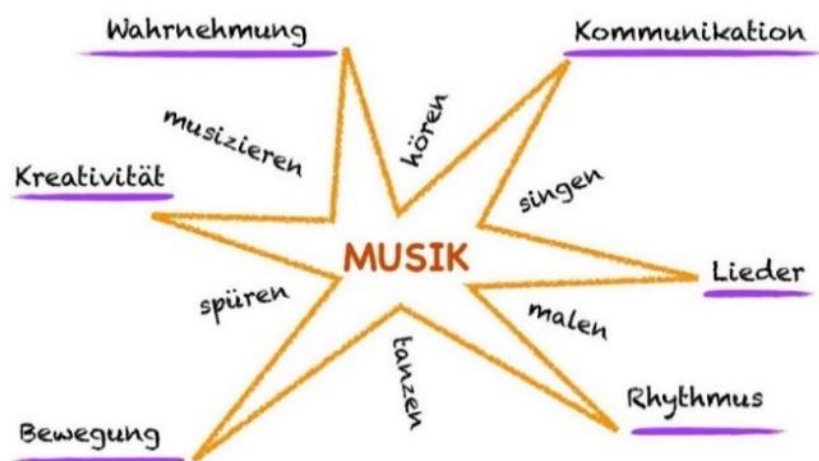 Wahrnehmung
Kommunikation
musizieren
hören
Kreativität
singen
MUSIK
Lieder
spüren
malen
tanzen
Rhythmus
Bewegung